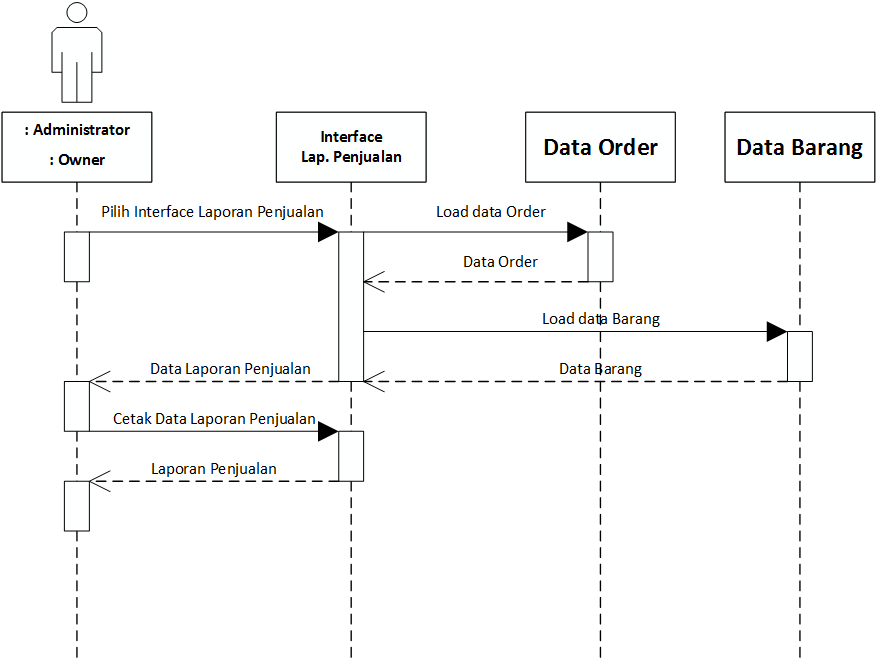 : Administrator
: Owner
Interface
Lap. Penjualan
Data Order
Data Barang
Pilih Interface Laporan Penjualan
Load data Order
Data Order
Load data Barang
Data Laporan Penjualan
Data Barang
Cetak Data Laporan Penjualan
Laporan Penjualan